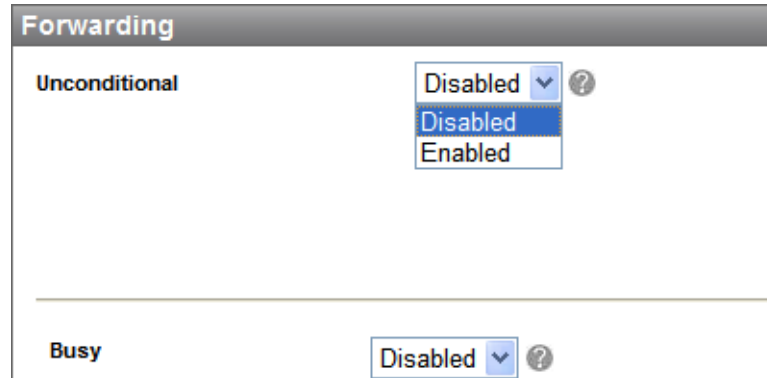 Forwarding
Unconditional Disabled ?
Disabled
Enabled
Busy Disabled ?